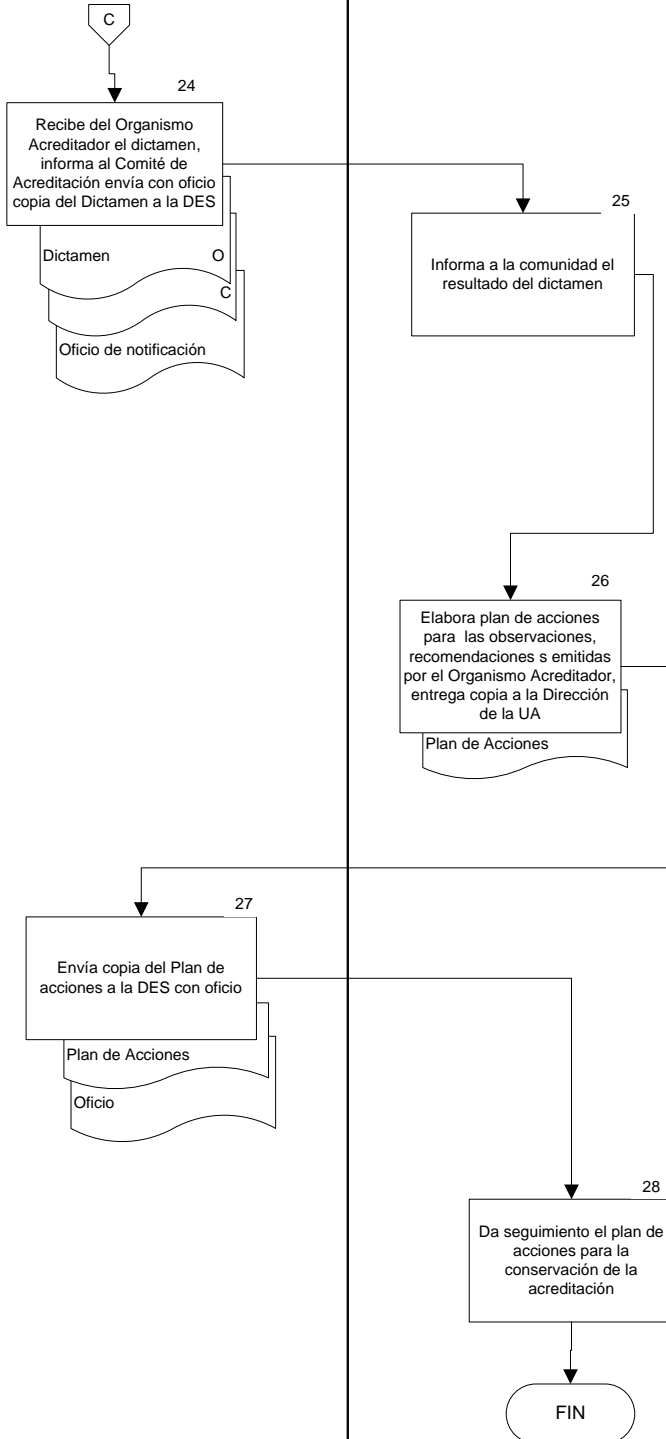 C
24
Recibe del Organismo
Acreditador el dictamen,
informa al Comité de
Acreditación envía con oficio
copia del Dictamen a la DES
Dictamen O
C
Oficio de notificación
25
Informa a la comunidad el
resultado del dictamen
26
Elabora plan de acciones
para las observaciones,
recomendaciones s emitidas
por el Organismo Acreditador,
entrega copia a la Dirección
de la UA
Plan de Acciones
27
Envía copia del Plan de
acciones a la DES con oficio
Plan de Acciones
Oficio
28
Da seguimiento el plan de
acciones para la
conservación de la
acreditación
FIN